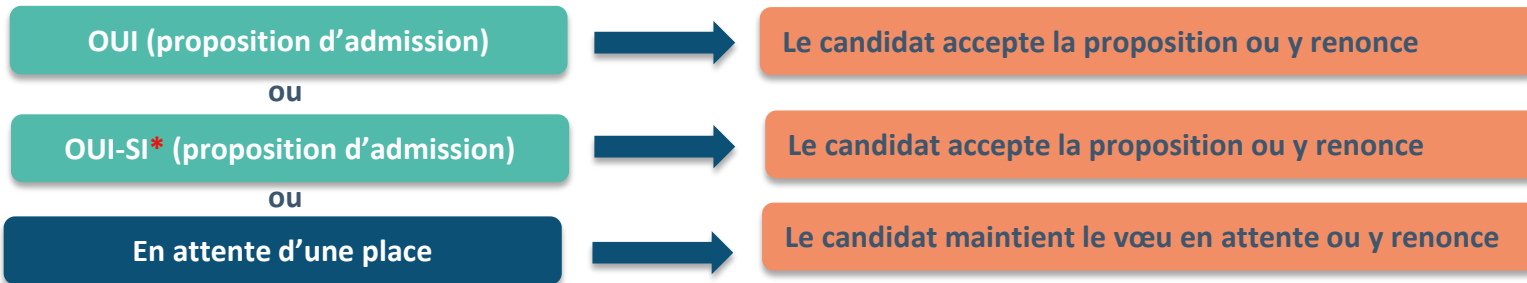 OUI (proposition d’admission)
Le candidat accepte la proposition ou y renonce
ou
OUI-SI* (proposition d’admission)
Le candidat accepte la proposition ou y renonce
ou
En attente d’une place
Le candidat maintient le vœu en attente ou y renonce